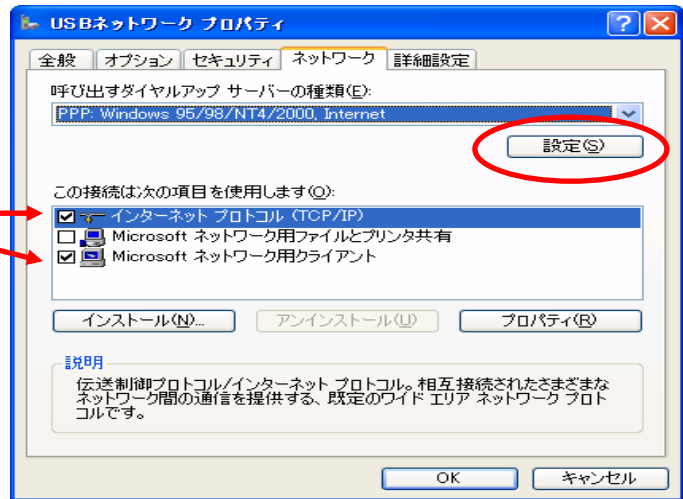 USBネットワーク プロパティ
全般 オプション セキュリティ ネットワーク 詳細設定
呼び出すダイヤルアップ サーバーの種類(E):
PPP: Windows 95/98/NT4/2000, Internet
設定(S)
この接続は次の項目を使用します(O):
インターネット プロトコル (TCP/IP)
Microsoft ネットワーク用ファイルとプリンタ共有
Microsoft ネットワーク用クライアント
インストール(N)... アンインストール(U) プロパティ(R)
説明
伝送制御プロトコル/インターネット プロトコル。相互接続されたさまざまな
ネットワーク間の通信を提供する、既定のワイド エリア ネットワーク プロト
コルです。
OK キャンセル